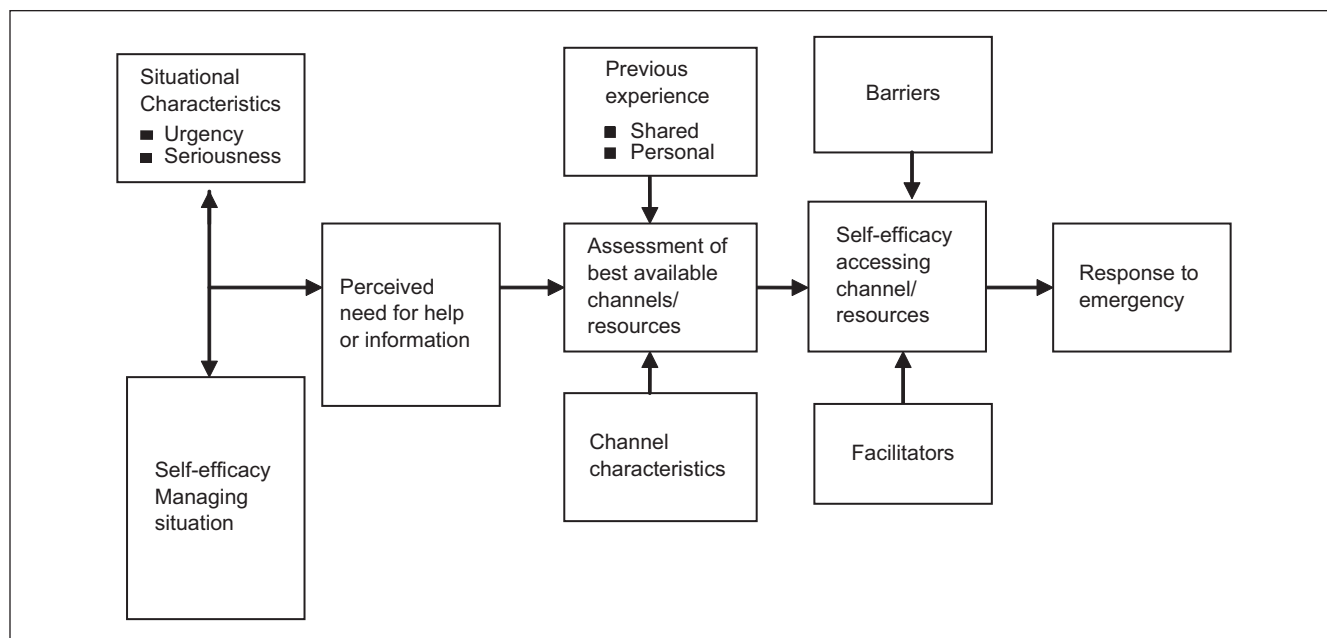 Situational
Characteristics
■ Urgency
■ Seriousness
Previous
experience
■ Shared
■ Personal
Barriers
Perceived
need for help
or information
Assessment of
best available
channels/
resources
Self-efficacy
accessing
channel/
resources
Response to
emergency
Self-efficacy
Managing
situation
Channel
characteristics
Facilitators